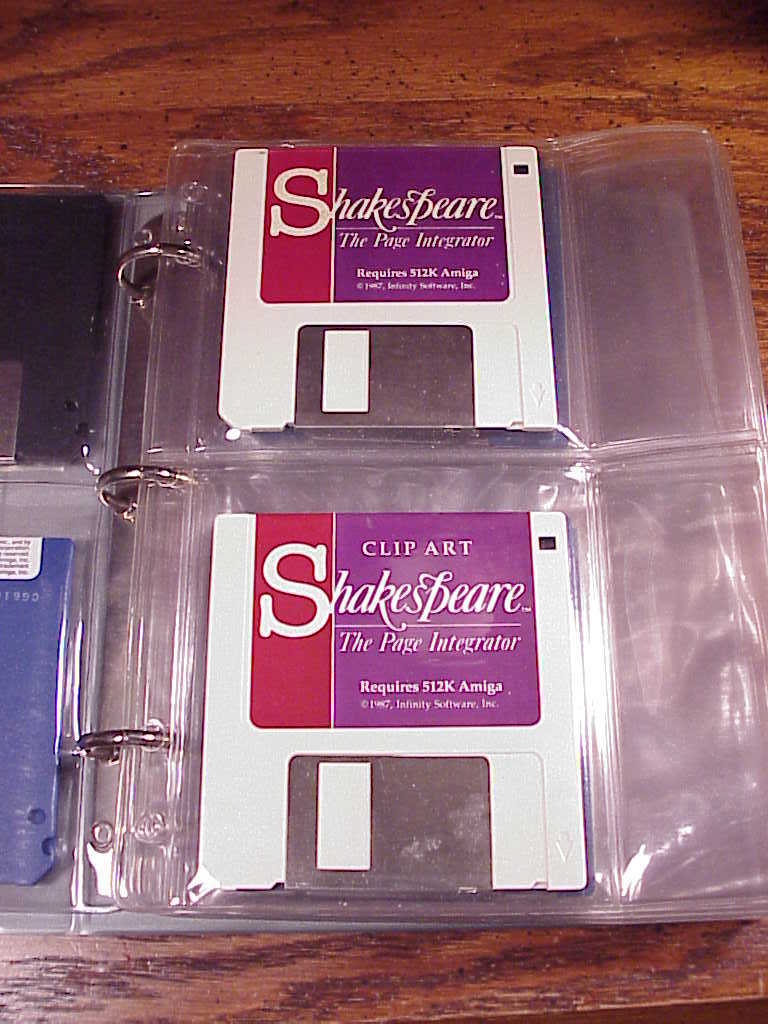 Shakespeare™
The Page Integrator
Requires 512K Amiga
©1987, Infinity Software, Inc.
CLIP ART
Shakespeare™
The Page Integrator
Requires 512K Amiga
©1987, Infinity Software, Inc.